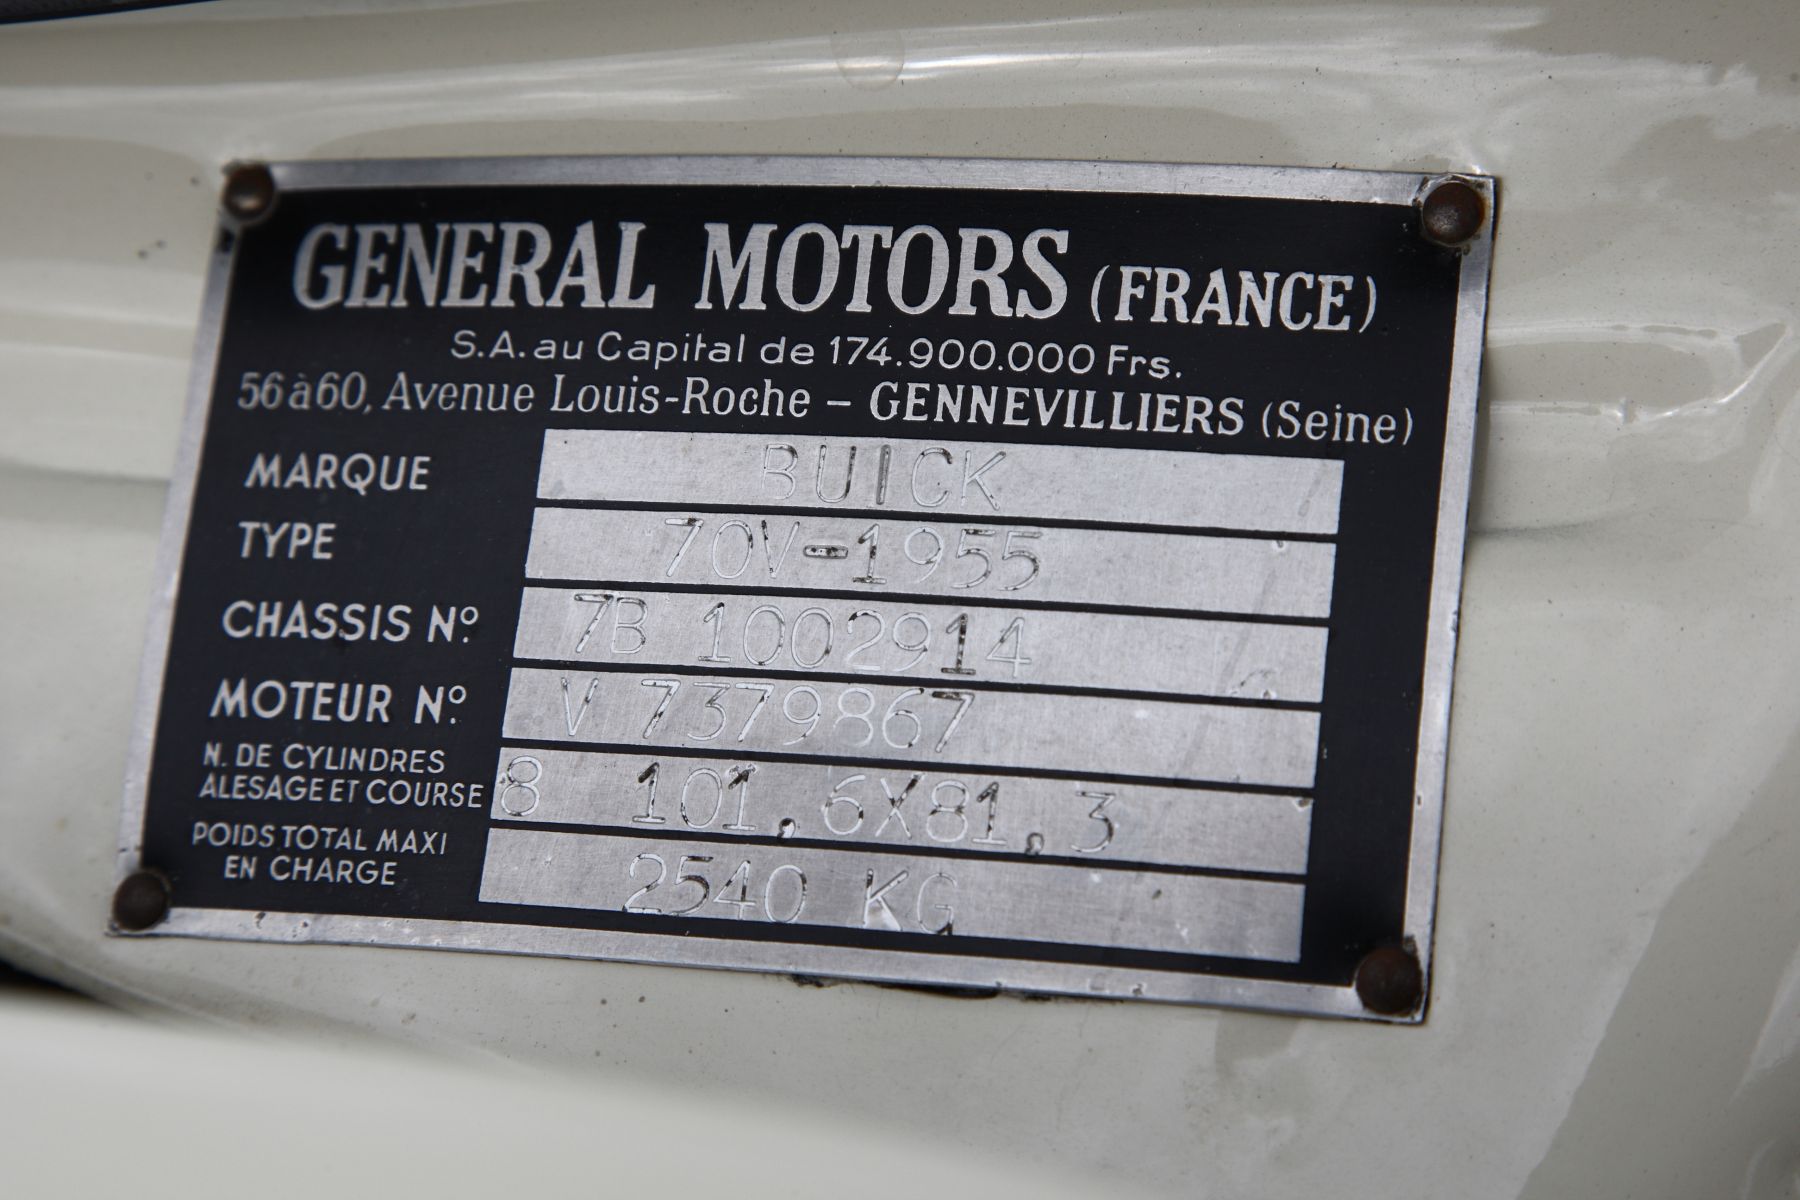 GENERAL MOTORS (FRANCE)
S.A. au Capital de 174.900.000 Frs.
56 à 60, Avenue Louis-Roche – GENNEVILLIERS (Seine)
MARQUE BUICK
TYPE 70V-1955
CHASSIS Nº. 7B 1002914
MOTEUR Nº. V 7379867
N. DE CYLINDRES
ALESAGE ET COURSE 8 101,6X81,3
POIDS TOTAL MAXI
EN CHARGE 2540 KG